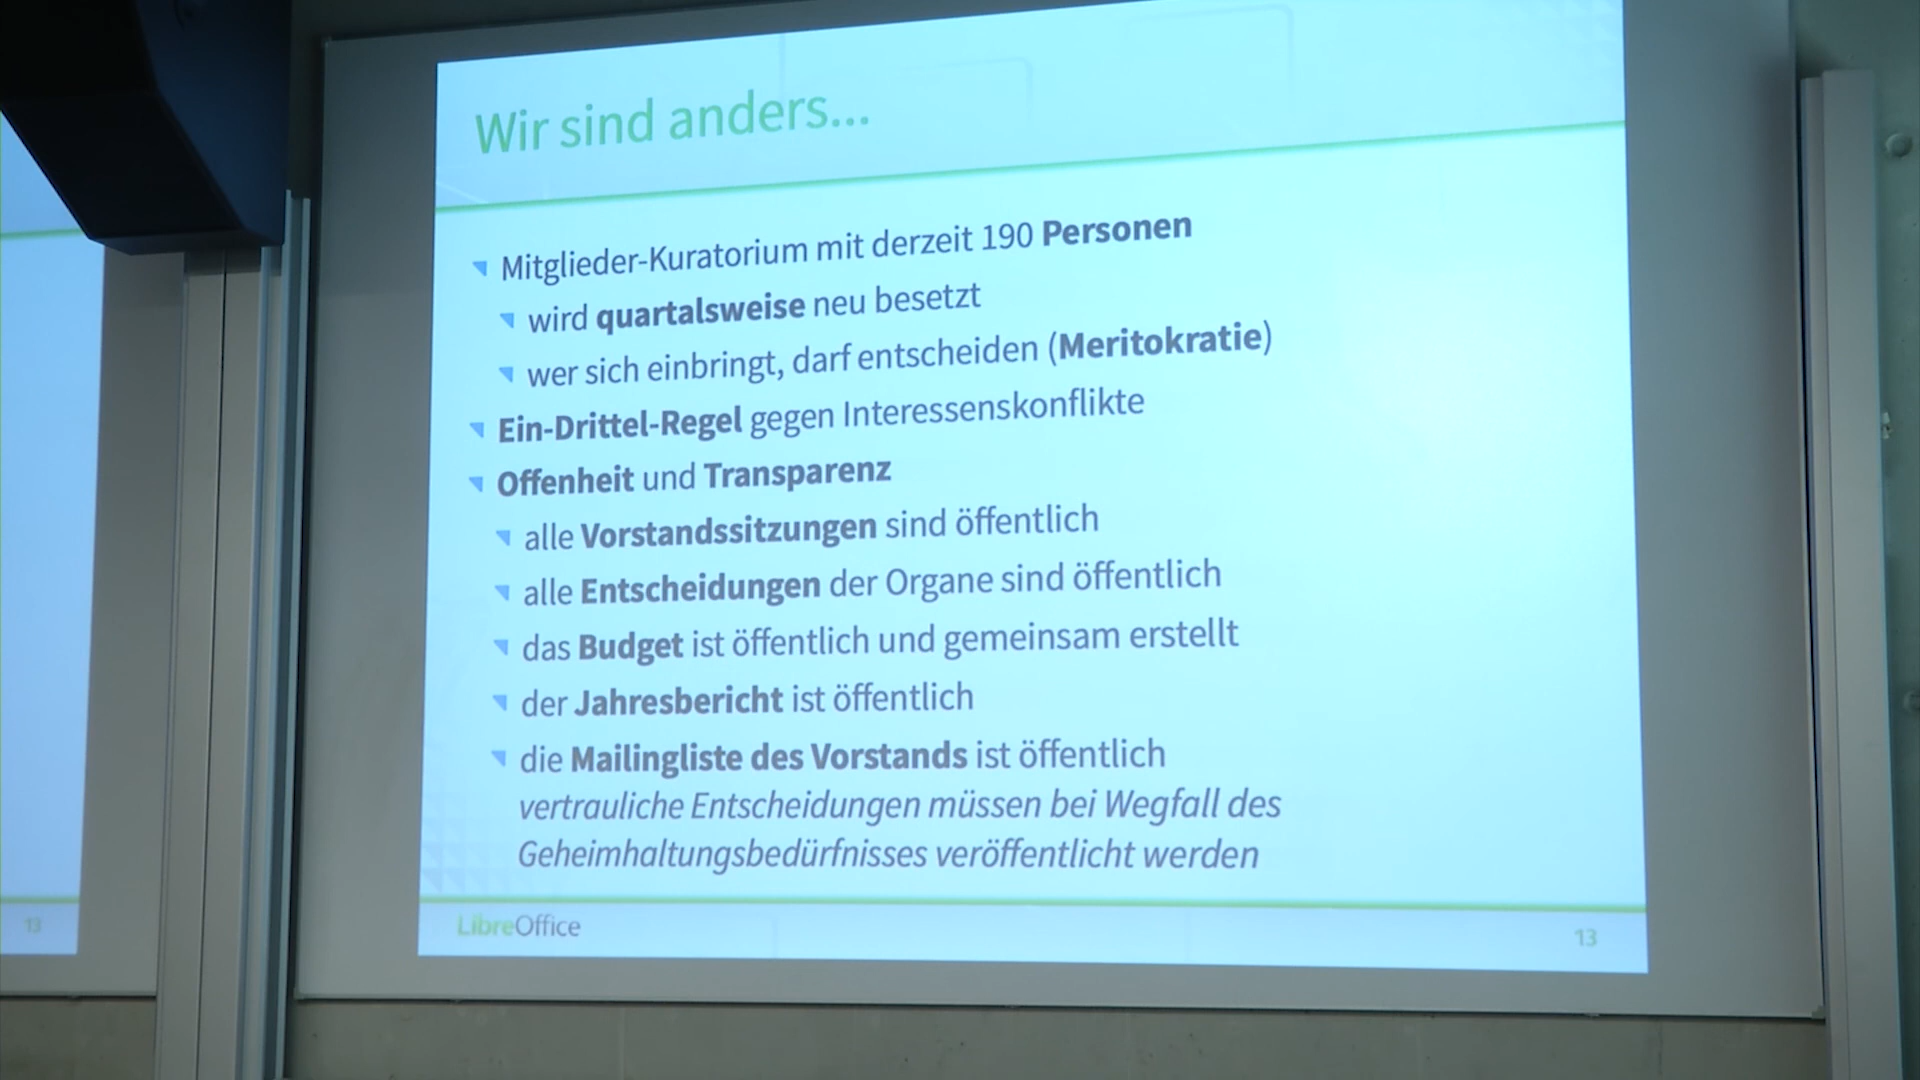 Wir sind anders...
Mitglieder-Kuratorium mit derzeit 190 Personen
wird quartalsweise neu besetzt
wer sich einbringt, darf entscheiden (Meritokratie)
Ein-Drittel-Regel gegen Interessenskonflikte
Offenheit und Transparenz
alle Vorstandssitzungen sind öffentlich
alle Entscheidungen der Organe sind öffentlich
das Budget ist öffentlich und gemeinsam erstellt
der Jahresbericht ist öffentlich
die Mailingliste des Vorstands ist öffentlich
vertrauliche Entscheidungen müssen bei Wegfall des
Geheimhaltungsbedürfnisses veröffentlicht werden
LibreOffice
13
13